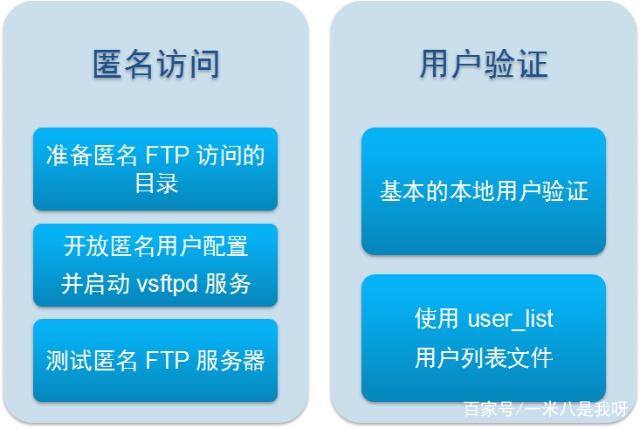 匿名访问
准备匿名 FTP 访问的
目录
开放匿名用户配置
并启动 vsftpd 服务
测试匿名 FTP 服务器
用户验证
基本的本地用户验证
使用 user_list
用户列表文件
百家号/一米八是我呀